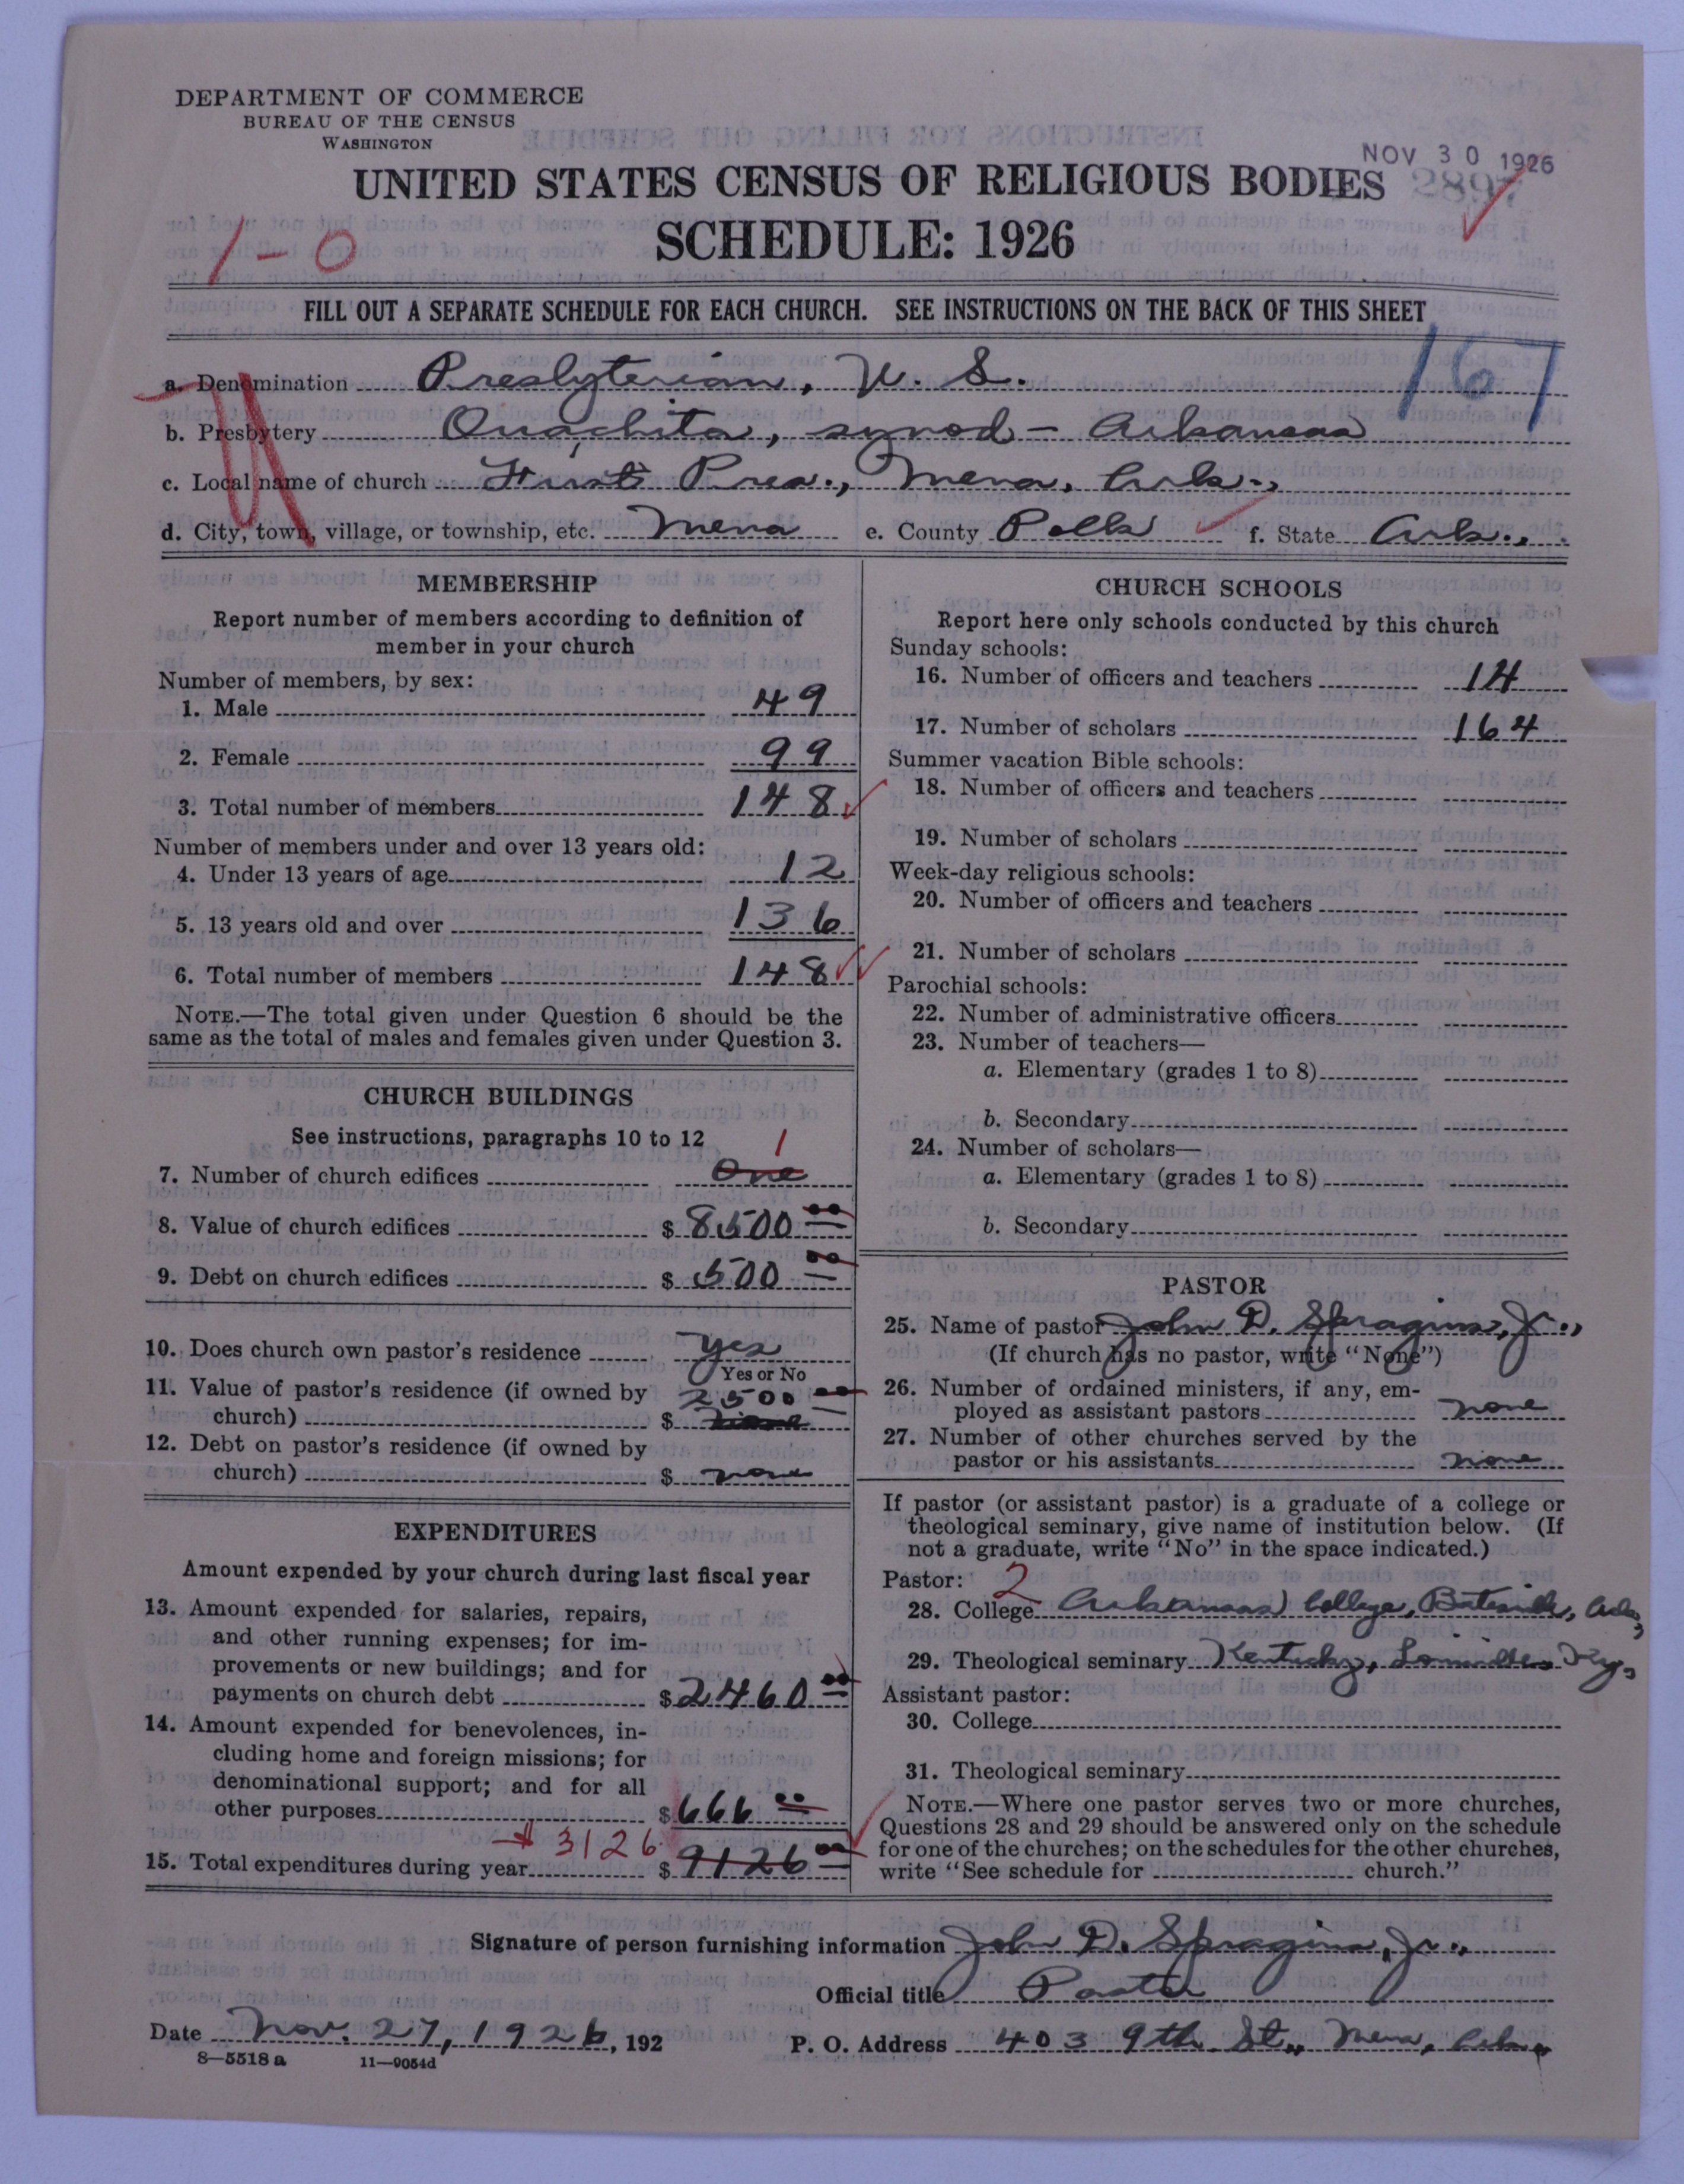 DEPARTMENT OF COMMERCE
BUREAU OF THE CENSUS
WASHINGTON
NOV 30 1926
2897
UNITED STATES CENSUS OF RELIGIOUS BODIES
SCHEDULE: 1926
1-0
FILL OUT A SEPARATE SCHEDULE FOR EACH CHURCH. SEE INSTRUCTIONS ON THE BACK OF THIS SHEET
167
a. Denomination Presbyterian, U. S.
b. Presbytery Ouachita, synod - Arkansas
c. Local name of church First Pres., Mena, Ark.,
d. City, town, village, or township, etc. Mena e. County Polk f. State Ark.,
MEMBERSHIP
Report number of members according to definition of
member in your church
Number of members, by sex:
1. Male 49
2. Female 99
3. Total number of members 148
Number of members under and over 13 years old:
4. Under 13 years of age 12
5. 13 years old and over 136
6. Total number of members 148
NOTE.—The total given under Question 6 should be the
same as the total of males and females given under Question 3.
CHURCH BUILDINGS
See instructions, paragraphs 10 to 12
1
7. Number of church edifices One
8. Value of church edifices $ 8500 00
9. Debt on church edifices $ 500 00
10. Does church own pastor's residence Yes
Yes or No
11. Value of pastor's residence (if owned by 2500 00
church) $ None
12. Debt on pastor's residence (if owned by
church) $ none
EXPENDITURES
Amount expended by your church during last fiscal year
13. Amount expended for salaries, repairs,
and other running expenses; for im-
provements or new buildings; and for
payments on church debt $ 2460 00
14. Amount expended for benevolences, in-
cluding home and foreign missions; for
denominational support; and for all
other purposes $ 666 00
3126
15. Total expenditures during year $ 9126 00
CHURCH SCHOOLS
Report here only schools conducted by this church
Sunday schools:
16. Number of officers and teachers 14
17. Number of scholars 164
Summer vacation Bible schools:
18. Number of officers and teachers
19. Number of scholars
Week-day religious schools:
20. Number of officers and teachers
21. Number of scholars
Parochial schools:
22. Number of administrative officers
23. Number of teachers—
a. Elementary (grades 1 to 8)
b. Secondary
24. Number of scholars—
a. Elementary (grades 1 to 8)
b. Secondary
PASTOR
25. Name of pastor John D. Spragins, Jr.,
(If church has no pastor, write "None")
26. Number of ordained ministers, if any, em-
ployed as assistant pastors none
27. Number of other churches served by the
pastor or his assistants none
If pastor (or assistant pastor) is a graduate of a college or
theological seminary, give name of institution below. (If
not a graduate, write "No" in the space indicated.)
Pastor: 2
28. College Arkansas College, Batesville, Ark,
29. Theological seminary Kentucky, Louisville, Ky,
Assistant pastor:
30. College
31. Theological seminary
NOTE.—Where one pastor serves two or more churches,
Questions 28 and 29 should be answered only on the schedule
for one of the churches; on the schedules for the other churches,
write "See schedule for church."
Signature of person furnishing information John D. Spragins, Jr.,
Official title Pastor
Date Nov. 27, 1926, 192 P. O. Address 403 9th St., Mena, Ark.,
8—5518 a 11—9054d